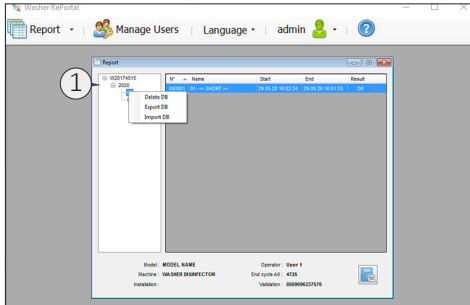 Washer RePortal
Report Manage Users Language admin ?
Report
1
W20174515
2020
N° Name Start End Result
000001 01: << SHORT >> 29.05.20 16:02:24 29.05.20 16:51:55 OK
Delete DB
Export DB
Import DB
Model : MODEL NAME Operator : User 1
Machine : WASHER DISINFECTOR End cycle A0 : 4725
Installation : Validation : 0569096237576